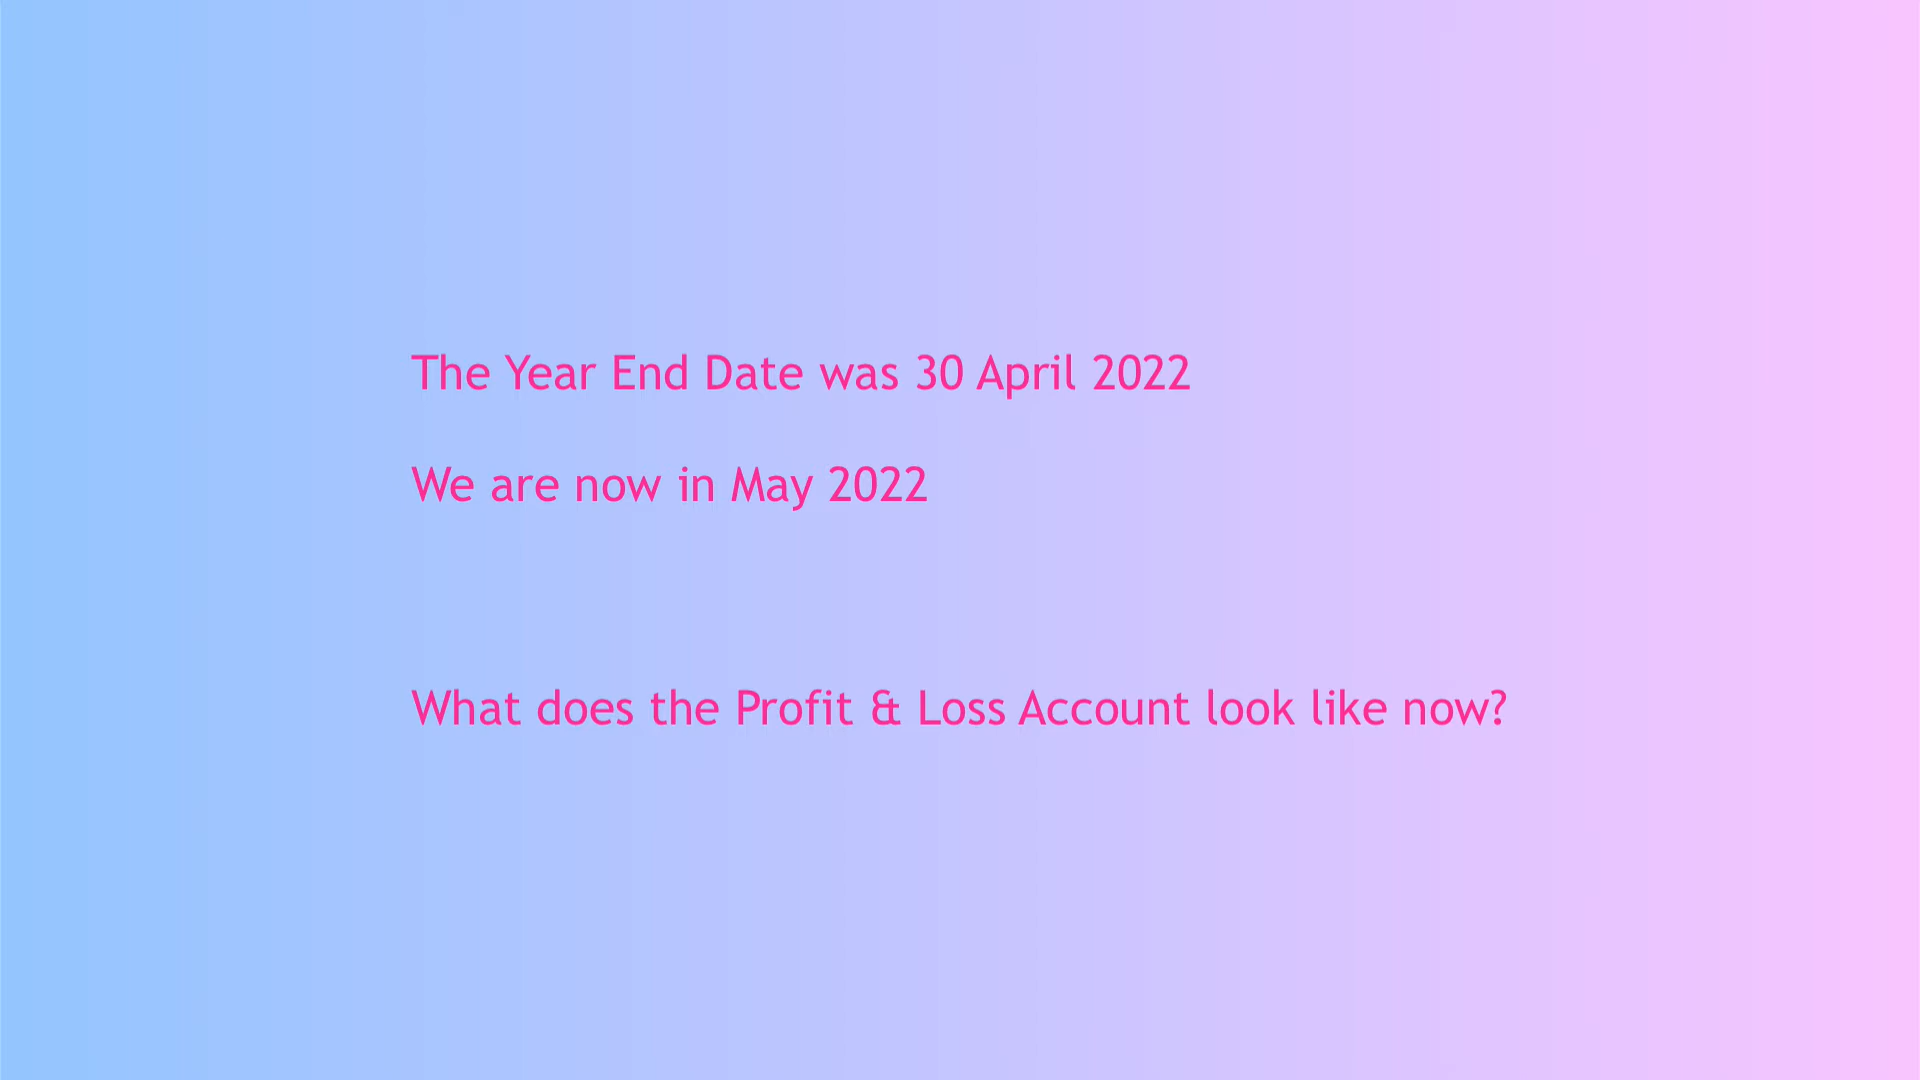 The Year End Date was 30 April 2022
We are now in May 2022
What does the Profit & Loss Account look like now?